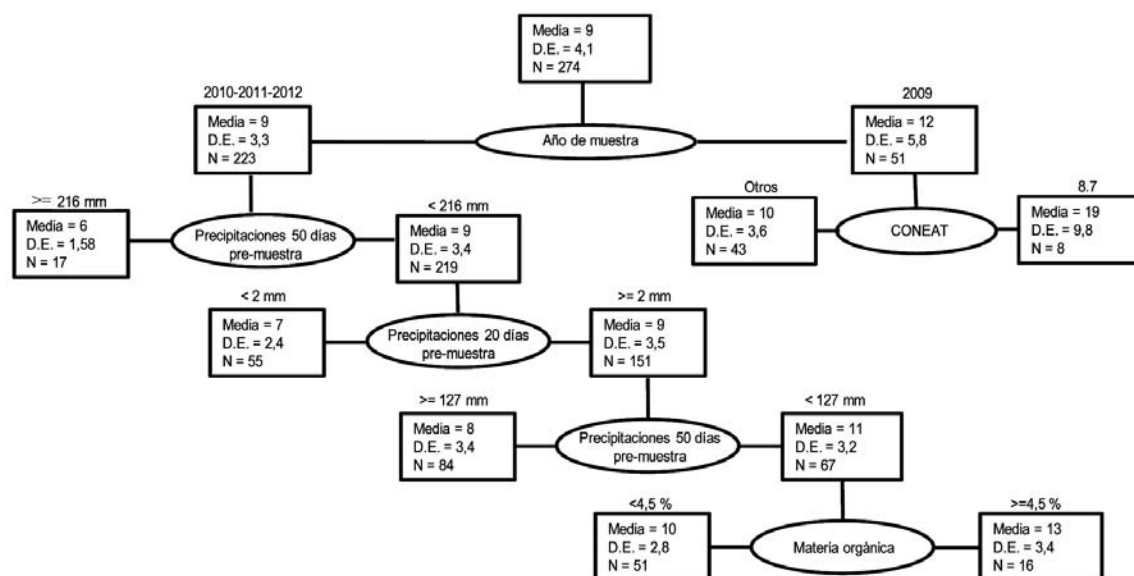 Media = 9
D.E. = 4,1
N = 274
2010-2011-2012
Media = 9
D.E. = 3,3
N = 223
Año de muestra
2009
Media = 12
D.E. = 5,8
N = 51
>= 216 mm
Media = 6
D.E. = 1,58
N = 17
Precipitaciones 50 días
pre-muestra
< 216 mm
Media = 9
D.E. = 3,4
N = 219
Otros
Media = 10
D.E. = 3,6
N = 43
CONEAT
8.7
Media = 19
D.E. = 9,8
N = 8
< 2 mm
Media = 7
D.E. = 2,4
N = 55
Precipitaciones 20 días
pre-muestra
>= 2 mm
Media = 9
D.E. = 3,5
N = 151
>= 127 mm
Media = 8
D.E. = 3,4
N = 84
Precipitaciones 50 días
pre-muestra
< 127 mm
Media = 11
D.E. = 3,2
N = 67
<4,5 %
Media = 10
D.E. = 2,8
N = 51
Materia orgánica
>=4,5 %
Media = 13
D.E. = 3,4
N = 16